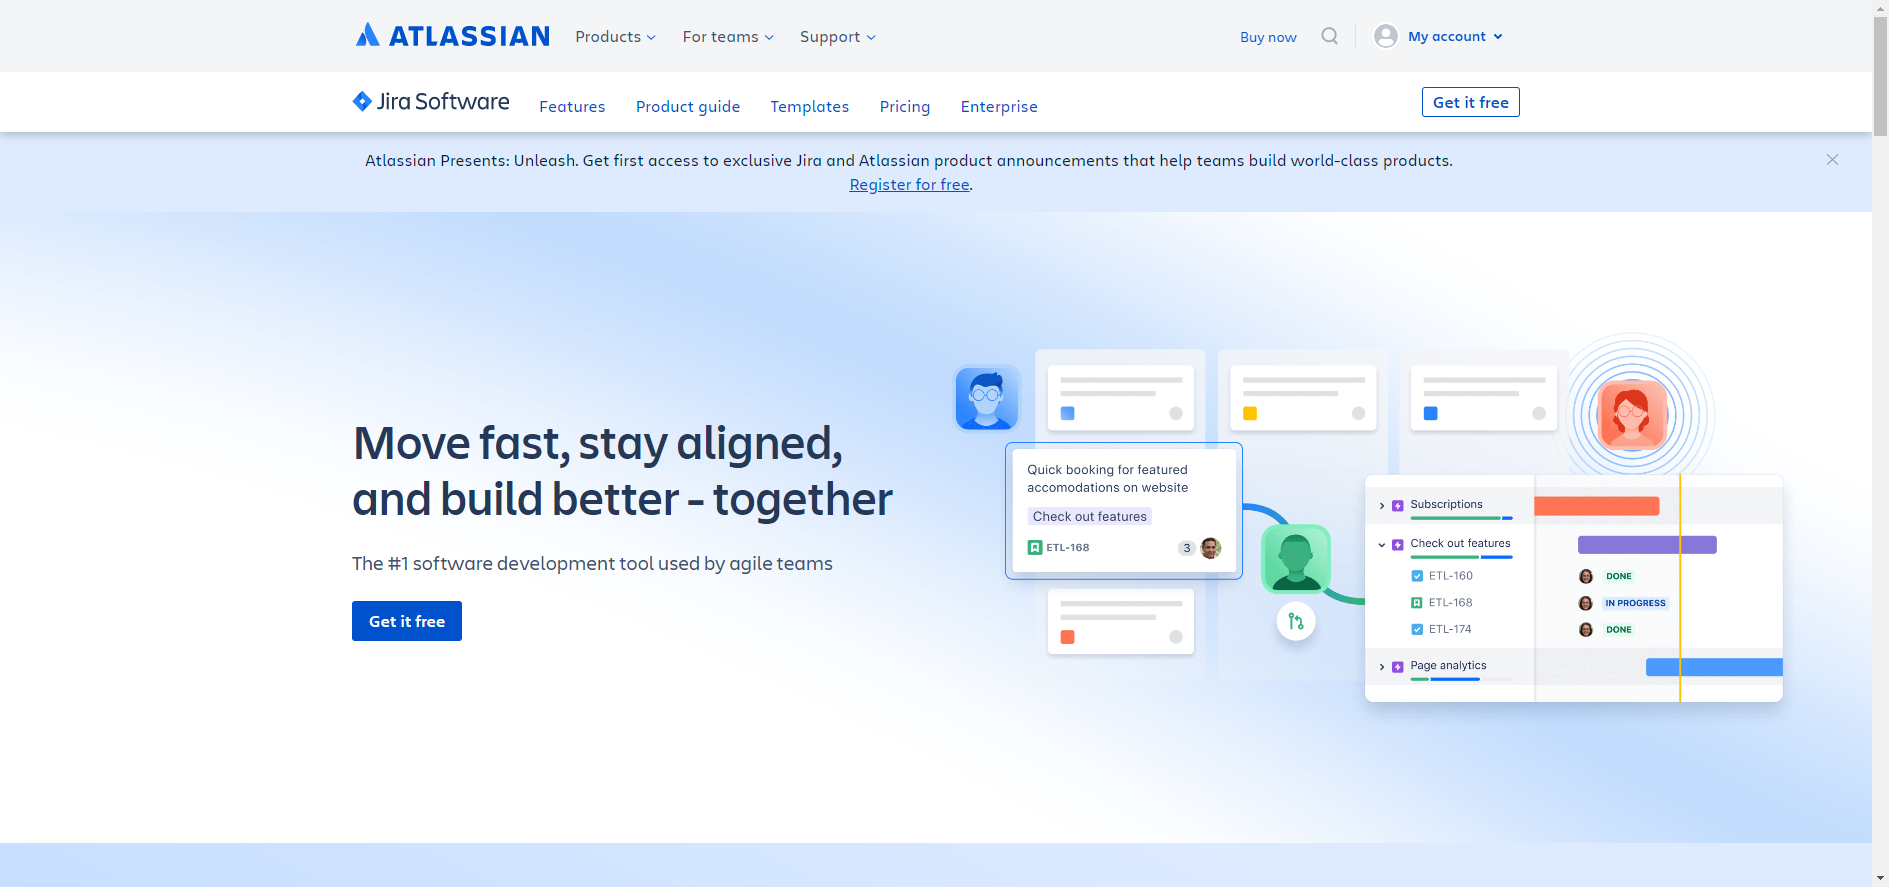 ATLASSIAN
Products
For teams
Support
Buy now
My account
Jira Software
Features
Product guide
Templates
Pricing
Enterprise
Get it free
Atlassian Presents: Unleash. Get first access to exclusive Jira and Atlassian product announcements that help teams build world-class products.
Register for free.
Move fast, stay aligned,
and build better - together
The #1 software development tool used by agile teams
Get it free
Quick booking for featured
accomodations on website
Check out features
ETL-168
3
Subscriptions
Check out features
ETL-160
DONE
ETL-168
IN PROGRESS
ETL-174
DONE
Page analytics